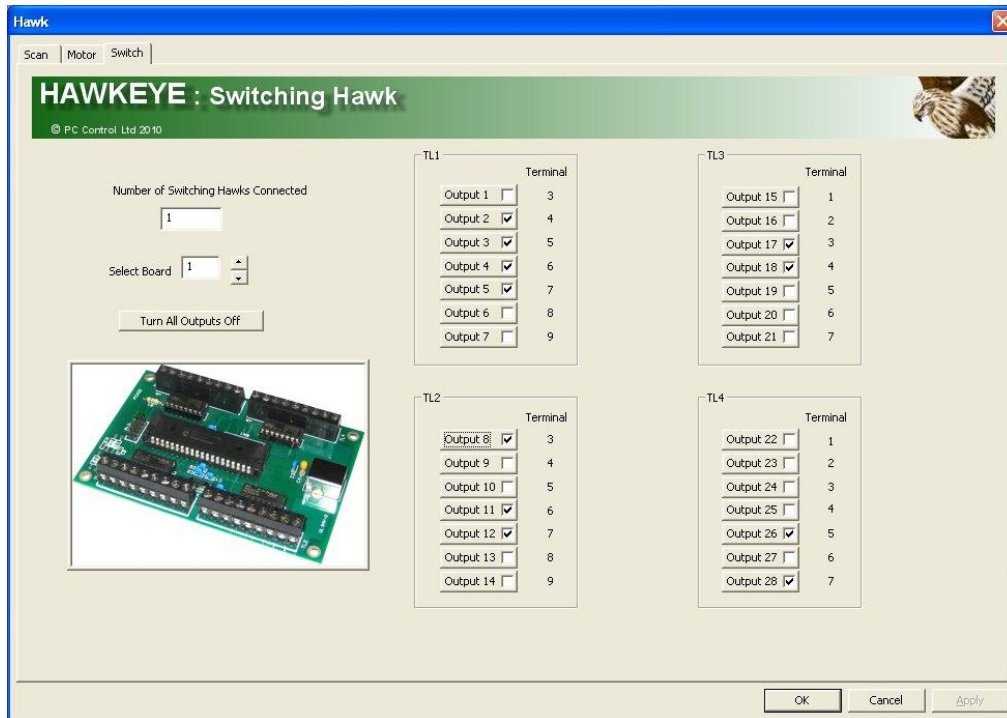 Hawk
Scan Motor Switch
HAWKEYE : Switching Hawk
© PC Control Ltd 2010
Number of Switching Hawks Connected
1
Select Board 1
Turn All Outputs Off
TL1
Terminal
Output 1 3
Output 2 4
Output 3 5
Output 4 6
Output 5 7
Output 6 8
Output 7 9
TL2
Terminal
Output 8 3
Output 9 4
Output 10 5
Output 11 6
Output 12 7
Output 13 8
Output 14 9
TL3
Terminal
Output 15 1
Output 16 2
Output 17 3
Output 18 4
Output 19 5
Output 20 6
Output 21 7
TL4
Terminal
Output 22 1
Output 23 2
Output 24 3
Output 25 4
Output 26 5
Output 27 6
Output 28 7
OK Cancel Apply